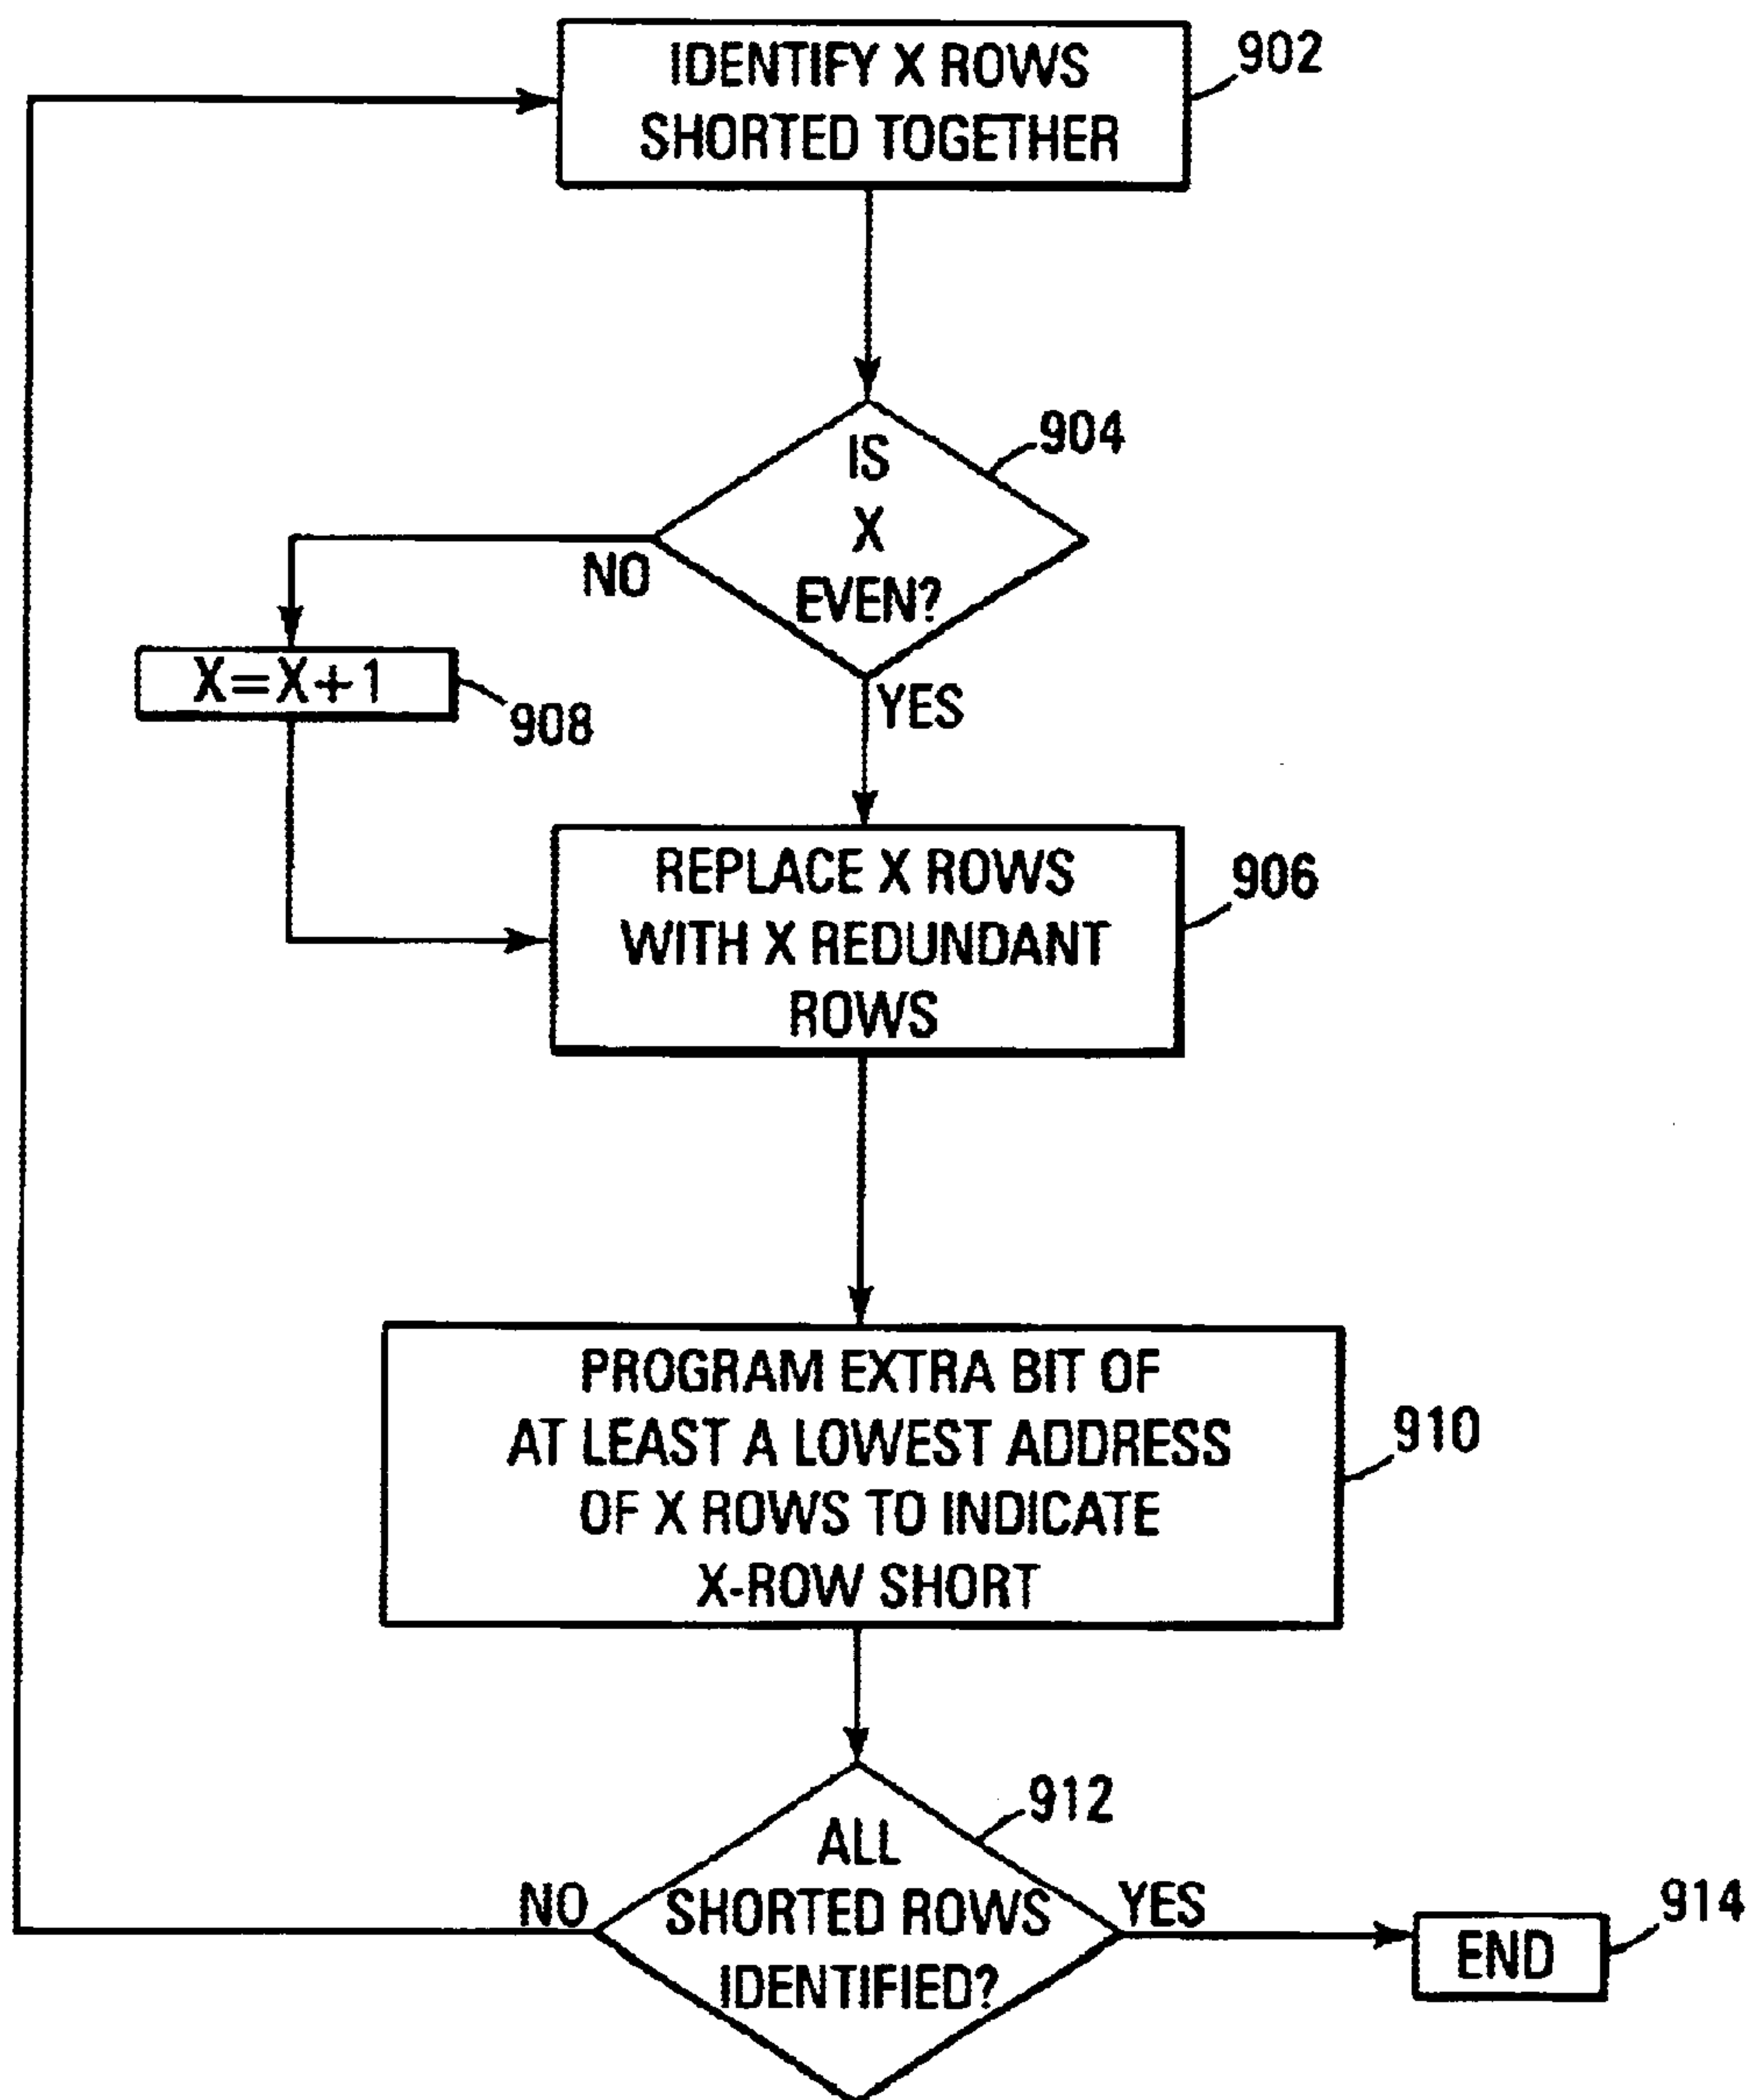 IDENTIFY X ROWS
SHORTED TOGETHER
902
IS
X
EVEN?
904
NO
YES
X=X+1
908
REPLACE X ROWS
WITH X REDUNDANT
ROWS
906
PROGRAM EXTRA BIT OF
AT LEAST A LOWEST ADDRESS
OF X ROWS TO INDICATE
X-ROW SHORT
910
ALL
SHORTED ROWS
IDENTIFIED?
912
NO
YES
END
914